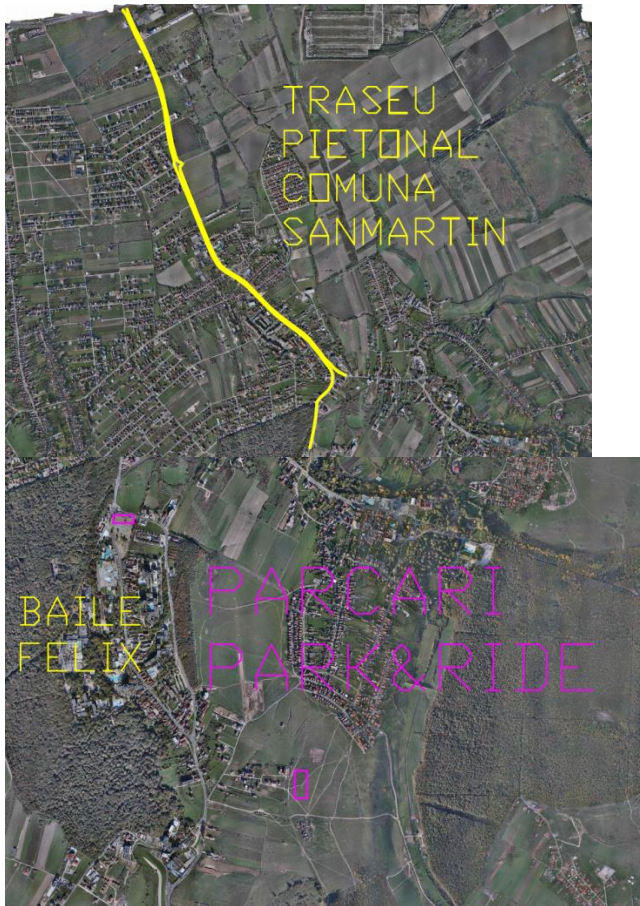 TRASEU
PIETONAL
COMUNA
SANMARTIN
PARCARI
BAILE
FELIX
PARK&RIDE